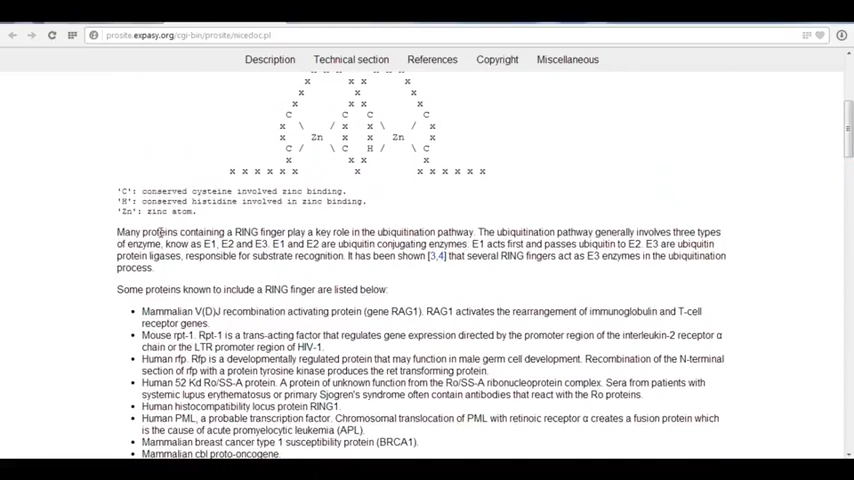 prosite.expasy.org/cgi-bin/prosite/nicedoc.pl
Description Technical section References Copyright Miscellaneous
x x x x x x
x x x x
x x x
x x x x
C C C C
x \ / x x \ / x
x Zn x x Zn x
C / \ C H / \ C
x x x x
x x x x x x x x x x x x x
'C': conserved cysteine involved zinc binding.
'H': conserved histidine involved in zinc binding.
'Zn': zinc atom.
Many proteins containing a RING finger play a key role in the ubiquitination pathway. The ubiquitination pathway generally involves three types
of enzyme, know as E1, E2 and E3. E1 and E2 are ubiquitin conjugating enzymes. E1 acts first and passes ubiquitin to E2. E3 are ubiquitin
protein ligases, responsible for substrate recognition. It has been shown [3,4] that several RING fingers act as E3 enzymes in the ubiquitination
process.
Some proteins known to include a RING finger are listed below:
• Mammalian V(D)J recombination activating protein (gene RAG1). RAG1 activates the rearrangement of immunoglobulin and T-cell
receptor genes.
• Mouse rpt-1. Rpt-1 is a trans-acting factor that regulates gene expression directed by the promoter region of the interleukin-2 receptor α
chain or the LTR promoter region of HIV-1.
• Human rfp. Rfp is a developmentally regulated protein that may function in male germ cell development. Recombination of the N-terminal
section of rfp with a protein tyrosine kinase produces the ret transforming protein.
• Human 52 Kd Ro/SS-A protein. A protein of unknown function from the Ro/SS-A ribonucleoprotein complex. Sera from patients with
systemic lupus erythematosus or primary Sjogren's syndrome often contain antibodies that react with the Ro proteins.
• Human histocompatibility locus protein RING1.
• Human PML, a probable transcription factor. Chromosomal translocation of PML with retinoic receptor α creates a fusion protein which
is the cause of acute promyelocytic leukemia (APL).
• Mammalian breast cancer type 1 susceptibility protein (BRCA1).
• Mammalian cbl proto-oncogene.